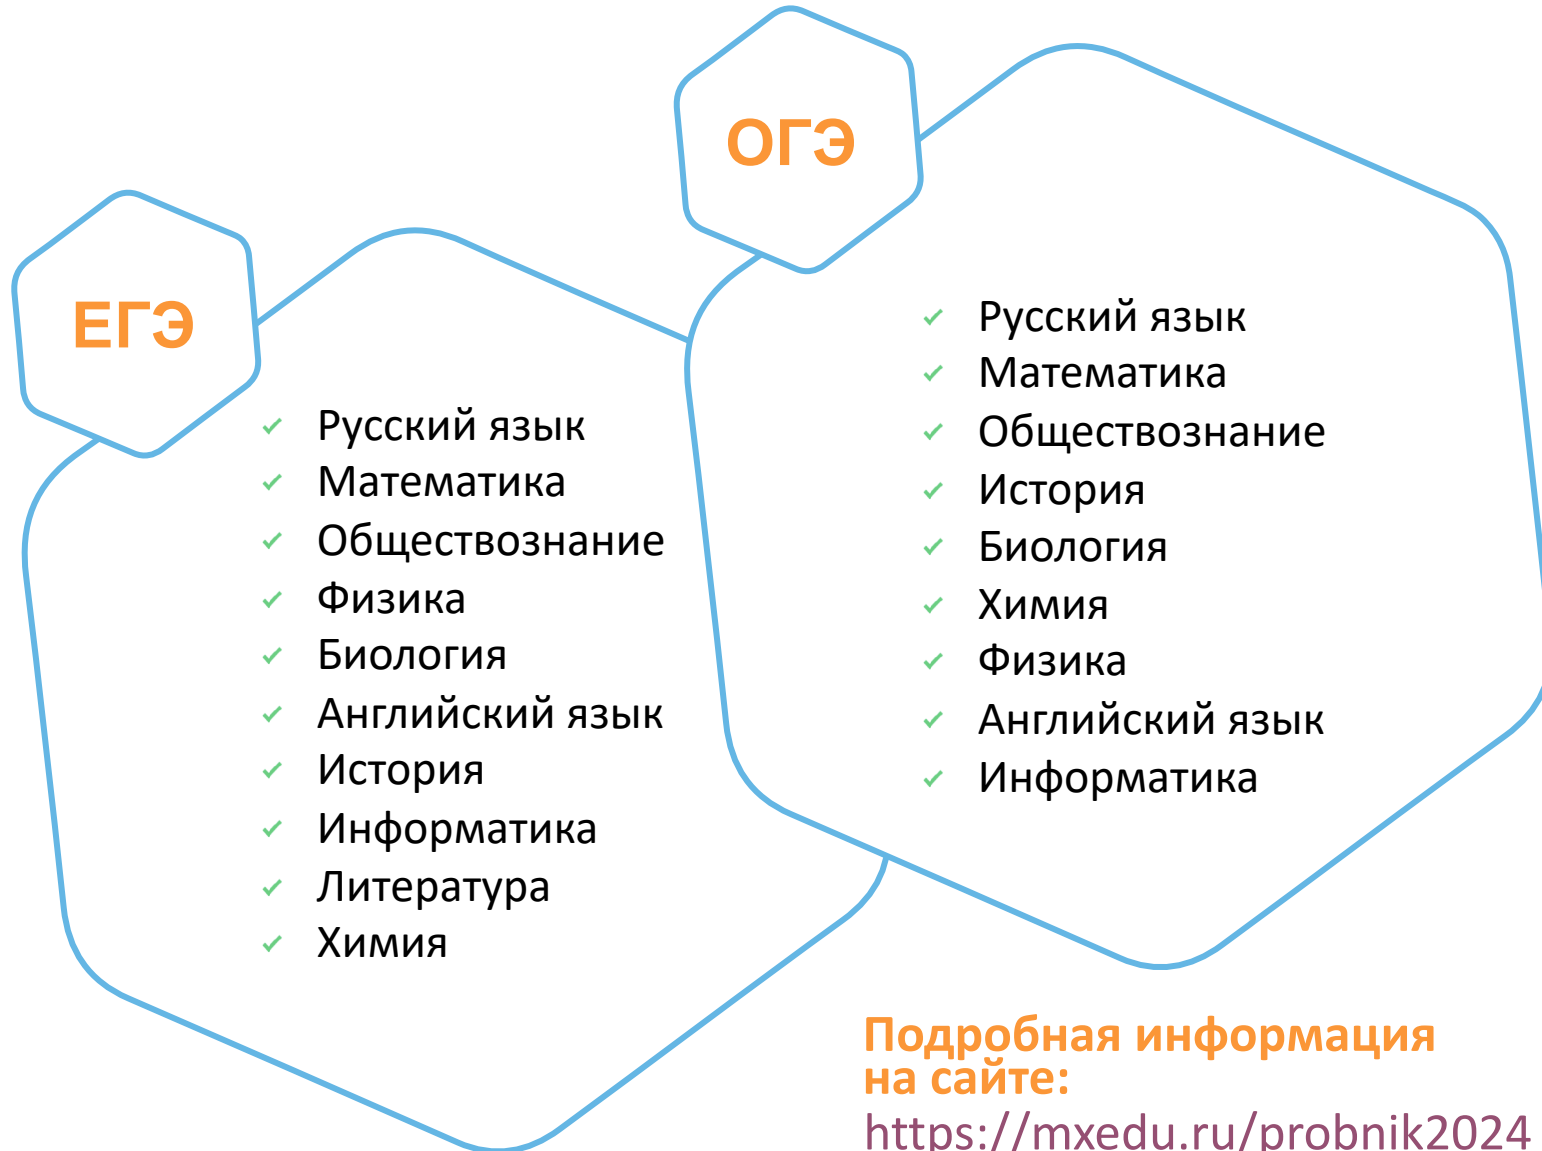 ЕГЭ
Русский язык
Математика
Обществознание
Физика
Биология
Английский язык
История
Информатика
Литература
Химия
ОГЭ
Русский язык
Математика
Обществознание
История
Биология
Химия
Физика
Английский язык
Информатика
Подробная информация
на сайте:
https://mxedu.ru/probnik2024